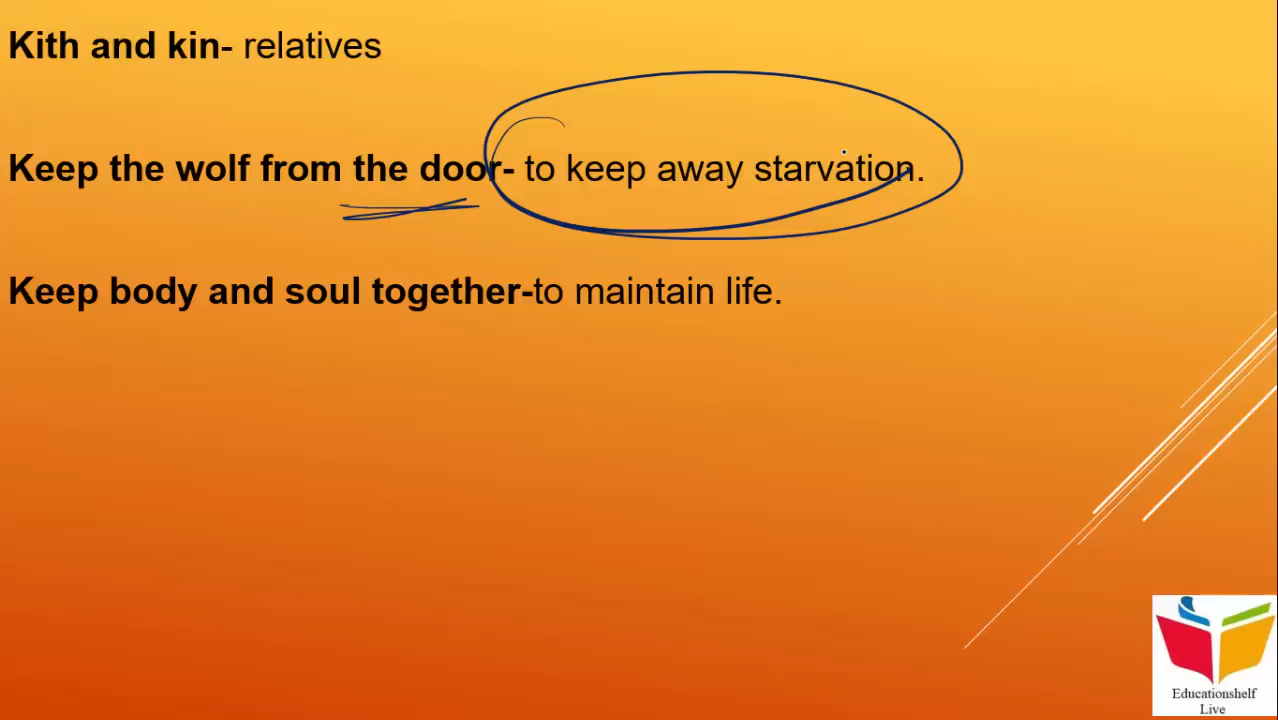 Kith and kin- relatives
Keep the wolf from the door- to keep away starvation.
Keep body and soul together-to maintain life.
Educationshelf
Live